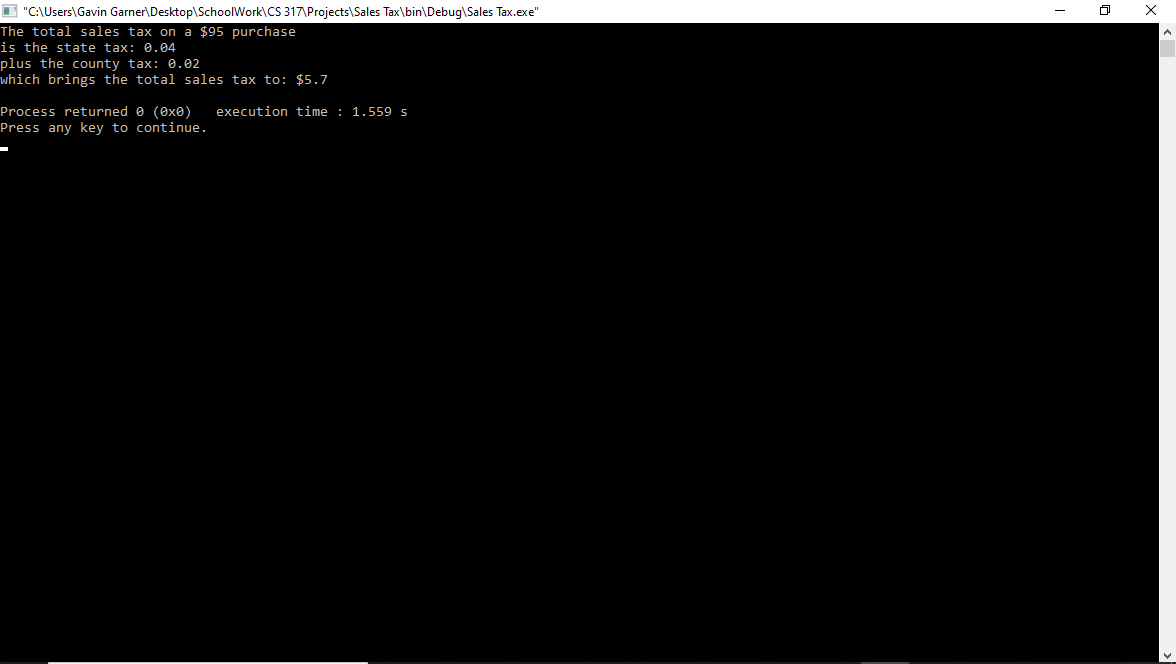 "C:\Users\Gavin Garner\Desktop\SchoolWork\CS 317\Projects\Sales Tax\bin\Debug\Sales Tax.exe"
The total sales tax on a $95 purchase
is the state tax: 0.04
plus the county tax: 0.02
which brings the total sales tax to: $5.7
Process returned 0 (0x0)   execution time : 1.559 s
Press any key to continue.